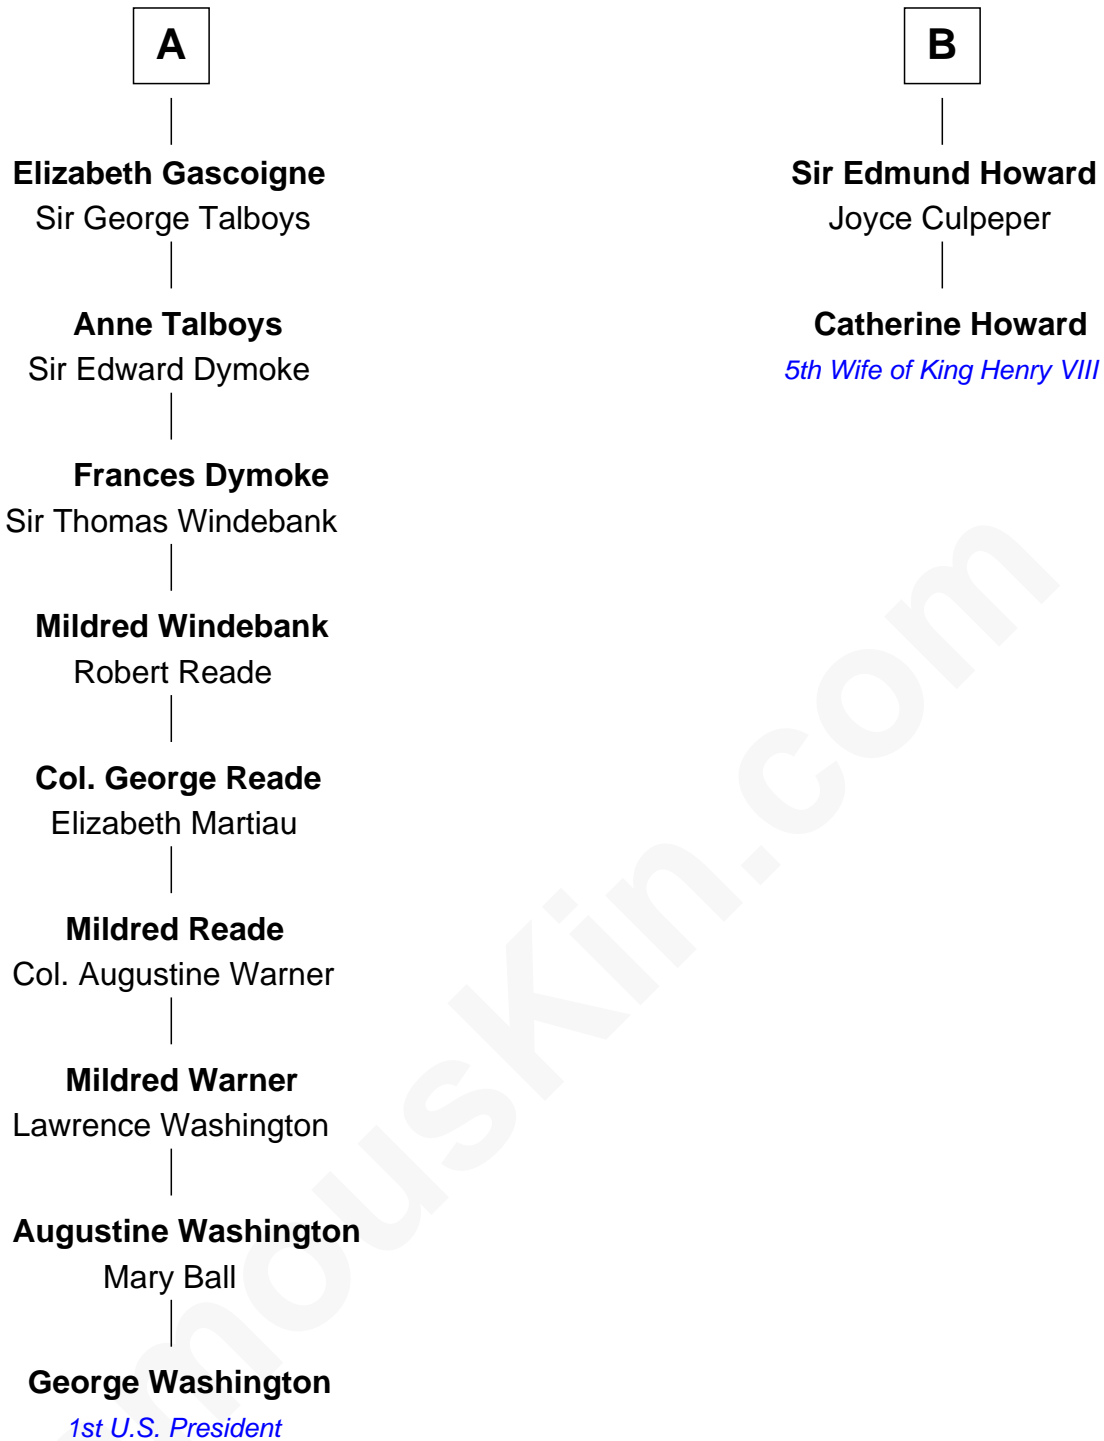 A
Elizabeth Gascoigne
Sir George Talboys
Anne Talboys
Sir Edward Dymoke
Frances Dymoke
Sir Thomas Windebank
Mildred Windebank
Robert Reade
Col. George Reade
Elizabeth Martiau
Mildred Reade
Col. Augustine Warner
Mildred Warner
Lawrence Washington
Augustine Washington
Mary Ball
George Washington
1st U.S. President
B
Sir Edmund Howard
Joyce Culpeper
Catherine Howard
5th Wife of King Henry VIII
mousKin.com